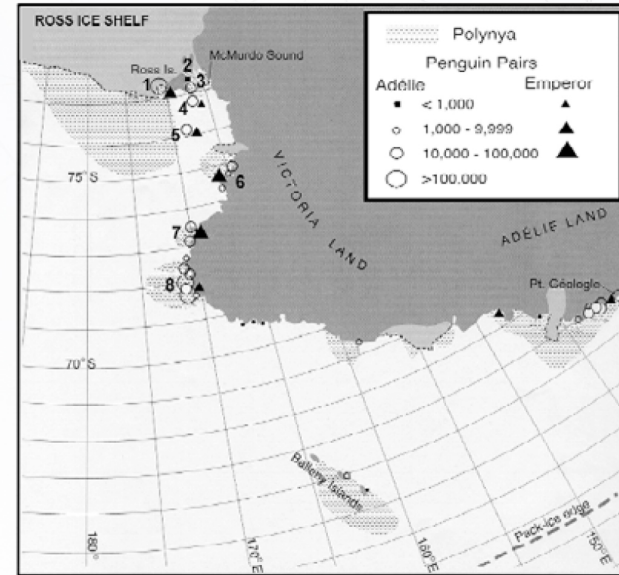 ROSS ICE SHELF
Polynya
Penguin Pairs
Adélie Emperor
< 1,000
1,000 - 9,999
10,000 - 100,000
>100.000
Ross Is.
McMurdo Sound
1
2
3
4
5
6
7
8
75°S
70°S
VICTORIA LAND
ADÉLIE LAND
Pt. Géologie
Balleny Islands
Pack-ice edge
180°
170°E
160°E
150°E